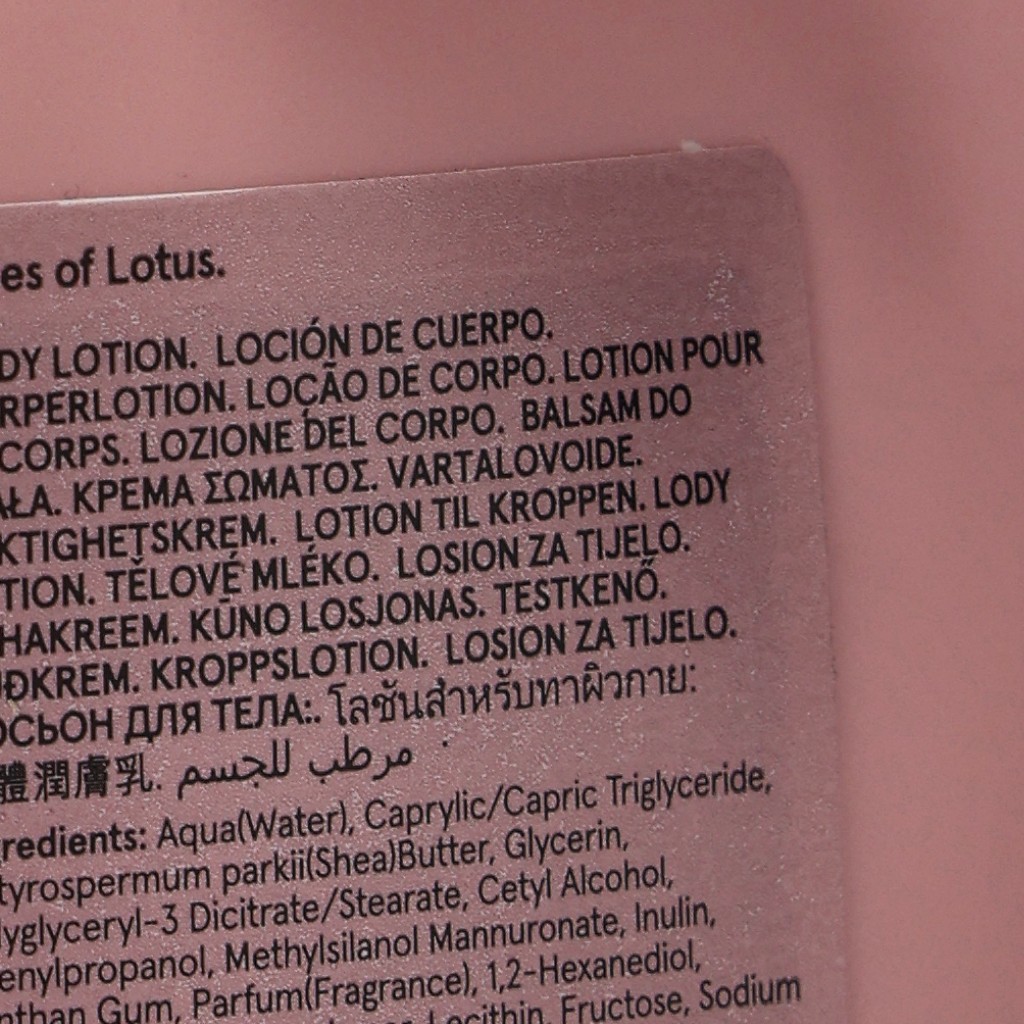 es of Lotus.
DY LOTION. LOCIÓN DE CUERPO.
RPERLOTION. LOÇÃO DE CORPO. LOTION POUR
CORPS. LOZIONE DEL CORPO. BALSAM DO
AŁA. ΚΡΕΜΑ ΣΩΜΑΤΟΣ. VARTALOVOIDE.
KTIGHETSKREM. LOTION TIL KROPPEN. LODY
TION. TĚLOVÉ MLÉKO. LOSION ZA TIJELO.
HAKREEM. KŪNO LOSJONAS. TESTKENŐ.
ÚÐKREM. KROPPSLOTION. LOSION ZA TIJELO.
ОСЬОН ДЛЯ ТЕЛА:. โลชันสำหรับทาผิวกาย:
體潤膚乳. مرطب للجسم .
redients: Aqua(Water), Caprylic/Capric Triglyceride,
tyrospermum parkii(Shea)Butter, Glycerin,
lyglyceryl-3 Dicitrate/Stearate, Cetyl Alcohol,
enylpropanol, Methylsilanol Mannuronate, Inulin,
nthan Gum, Parfum(Fragrance), 1,2-Hexanediol,
Lecithin, Fructose, Sodium